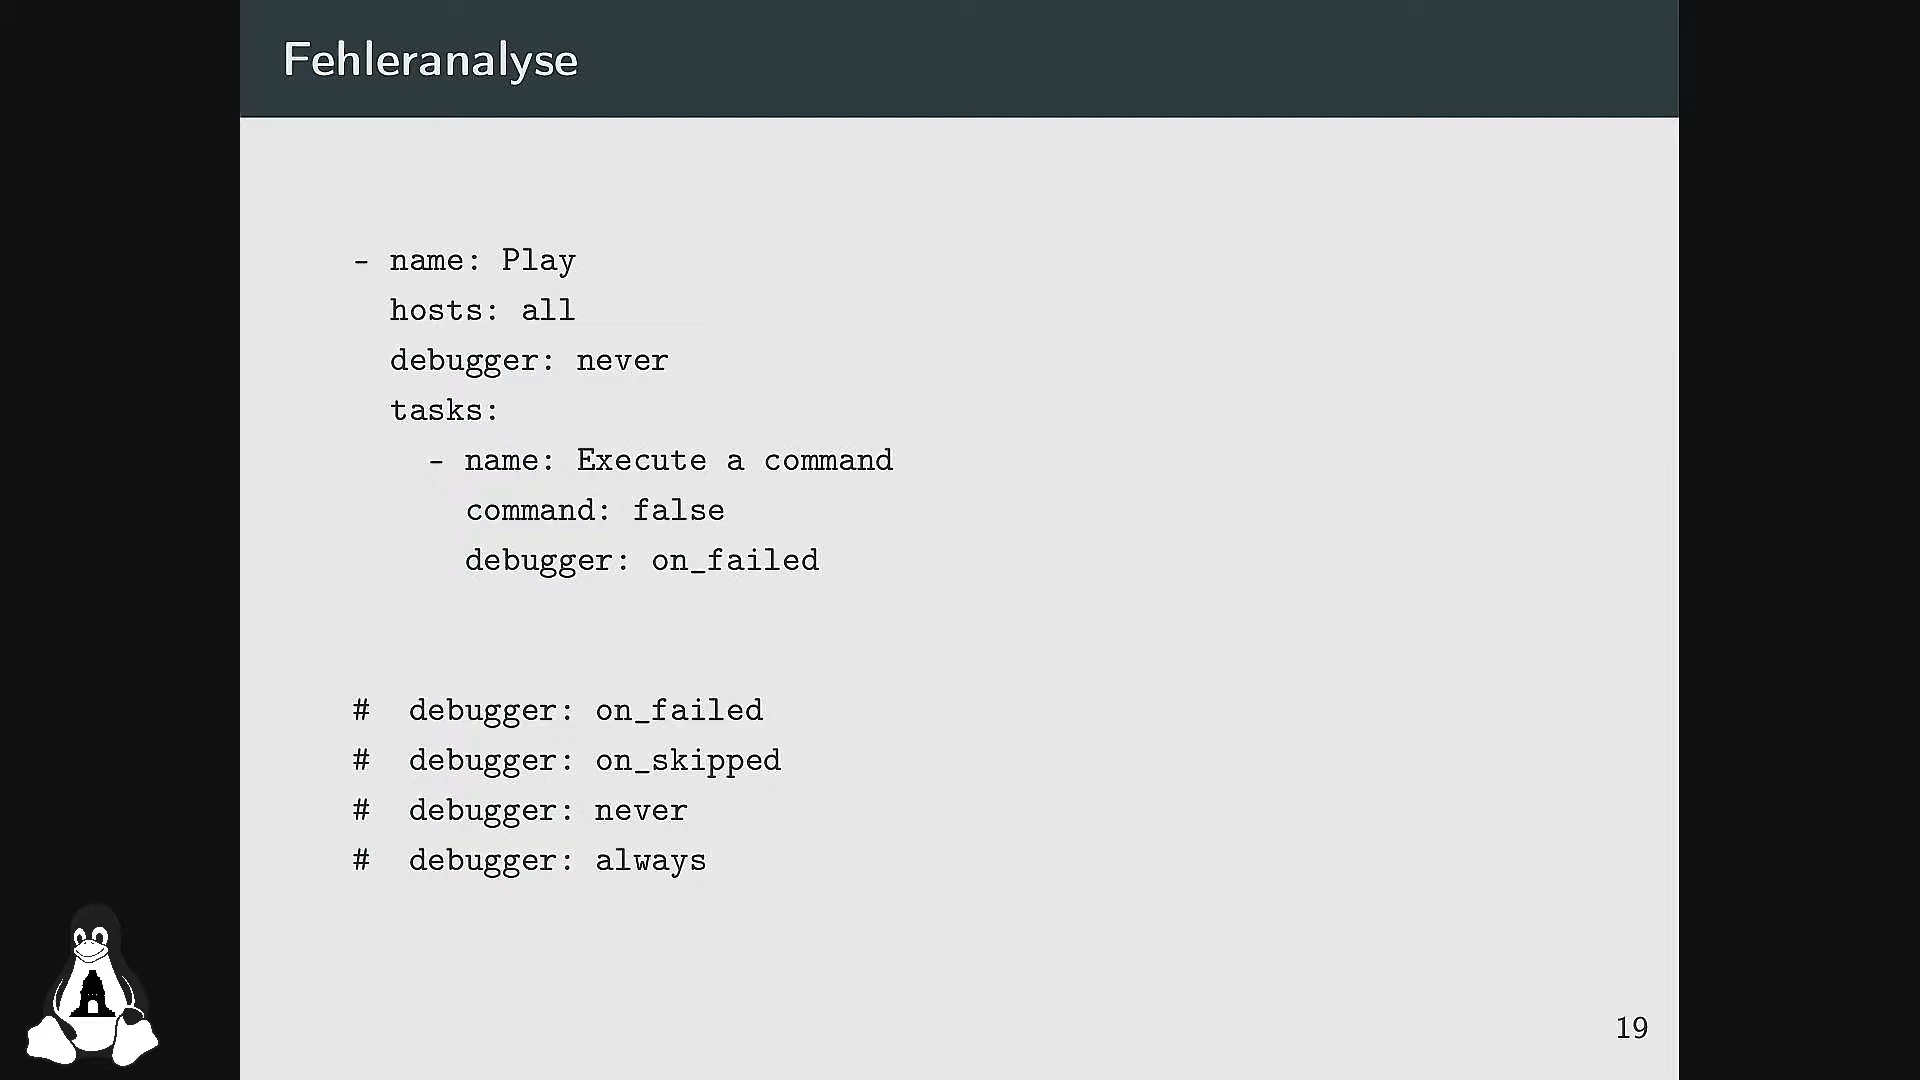 Fehleranalyse
- name: Play
hosts: all
debugger: never
tasks:
- name: Execute a command
command: false
debugger: on_failed
# debugger: on_failed
# debugger: on_skipped
# debugger: never
# debugger: always
19